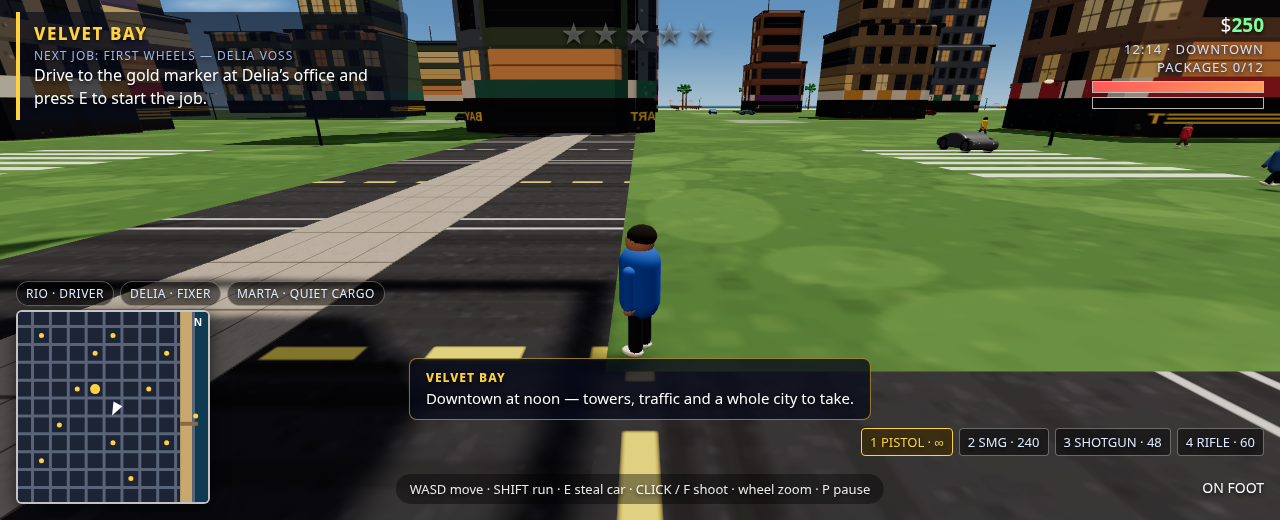 VELVET BAY
NEXT JOB: FIRST WHEELS — DELIA VOSS
Drive to the gold marker at Delia's office and
press E to start the job.
$250
12:14 · DOWNTOWN
PACKAGES 0/12
RIO · DRIVER
DELIA · FIXER
MARTA · QUIET CARGO
N
VELVET BAY
Downtown at noon — towers, traffic and a whole city to take.
1 PISTOL · ∞
2 SMG · 240
3 SHOTGUN · 48
4 RIFLE · 60
WASD move · SHIFT run · E steal car · CLICK / F shoot · wheel zoom · P pause
ON FOOT